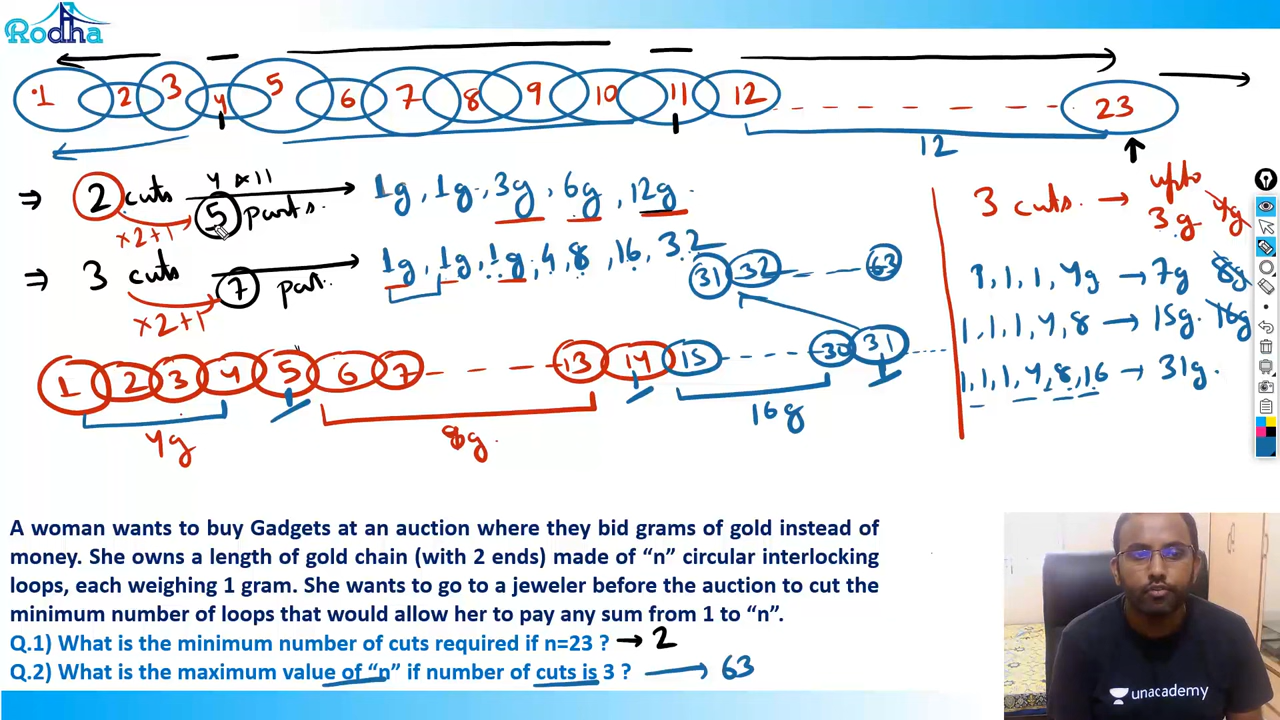 Rodha
1 2 3 4 5 6 7 8 9 10 11 12 23
12
⇒ 2 cuts 4 & 11 → 1g, 1g, 3g, 6g, 12g
5 parts.
×2+1
⇒ 3 cuts → 1g, 1g, 1g, 4, 8, 16, 32
7 part.
×2+1
31 32 63
1 2 3 4 5 6 7 13 14 15 30 31
4g 8g. 16g
3 cuts. → upto
3g 4g
1, 1, 1, 4g → 7g 8g
1, 1, 1, 4, 8 → 15g. 16g
1, 1, 1, 4, 8, 16 → 31g.
A woman wants to buy Gadgets at an auction where they bid grams of gold instead of
money. She owns a length of gold chain (with 2 ends) made of “n” circular interlocking
loops, each weighing 1 gram. She wants to go to a jeweler before the auction to cut the
minimum number of loops that would allow her to pay any sum from 1 to “n”.
Q.1) What is the minimum number of cuts required if n=23 ? → 2
Q.2) What is the maximum value of “n” if number of cuts is 3 ? → 63
unacademy